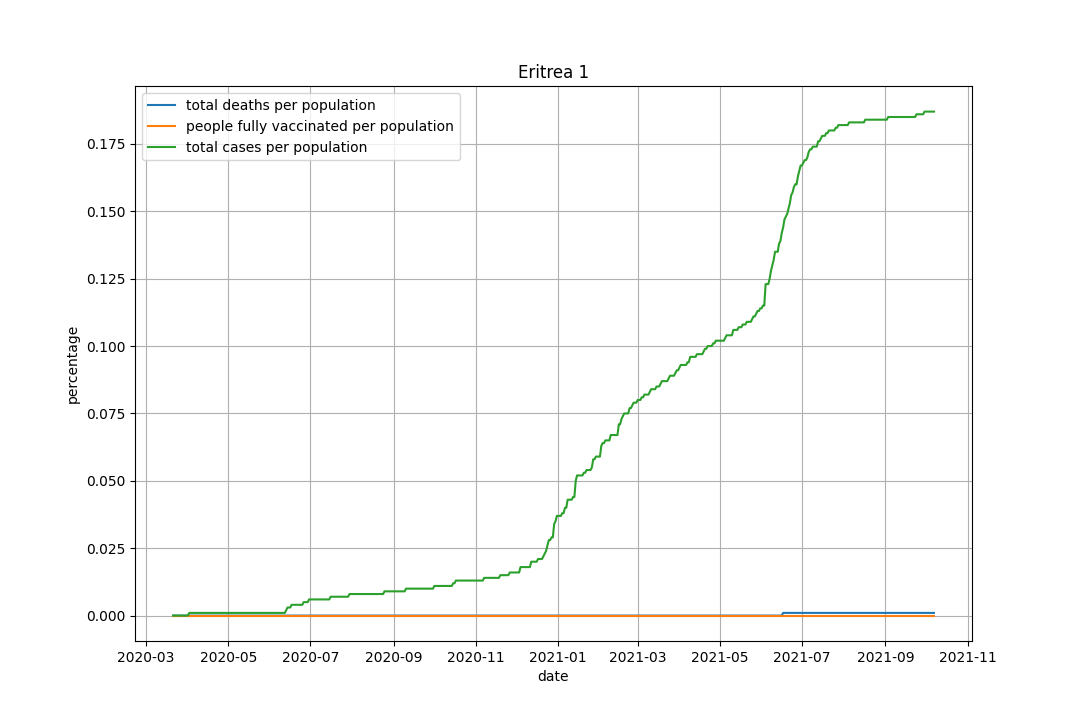 Eritrea 1
total deaths per population
people fully vaccinated per population
total cases per population
percentage
0.175
0.150
0.125
0.100
0.075
0.050
0.025
0.000
2020-03 2020-05 2020-07 2020-09 2020-11 2021-01 2021-03 2021-05 2021-07 2021-09 2021-11
date